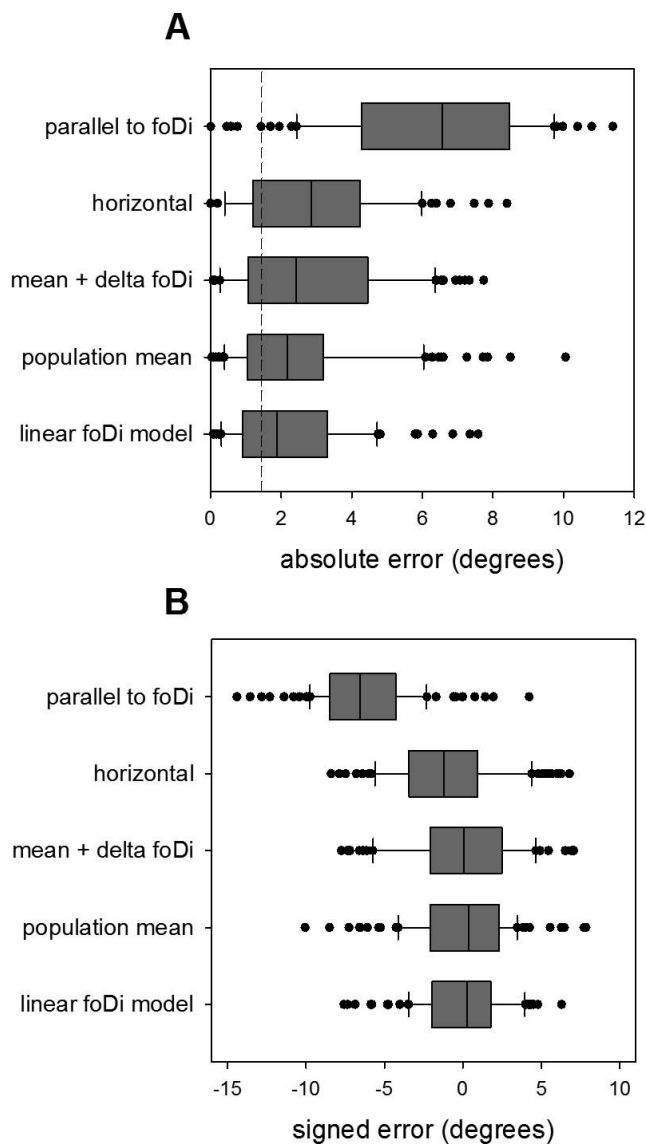 A
parallel to foDi
horizontal
mean + delta foDi
population mean
linear foDi model
0 2 4 6 8 10 12
absolute error (degrees)
B
parallel to foDi
horizontal
mean + delta foDi
population mean
linear foDi model
-15 -10 -5 0 5 10
signed error (degrees)